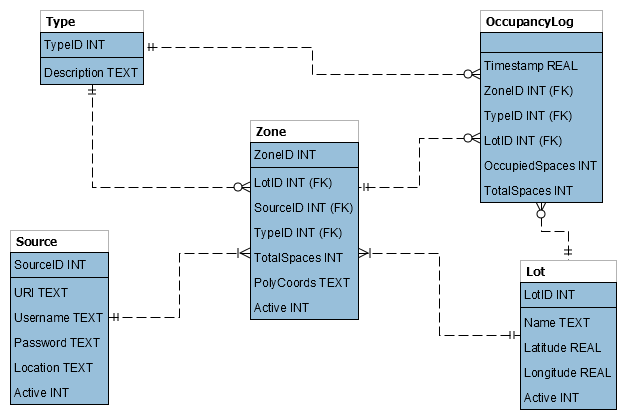 Type
TypeID INT
Description TEXT
OccupancyLog
Timestamp REAL
ZoneID INT (FK)
TypeID INT (FK)
LotID INT (FK)
OccupiedSpaces INT
TotalSpaces INT
Zone
ZoneID INT
LotID INT (FK)
SourceID INT (FK)
TypeID INT (FK)
TotalSpaces INT
PolyCoords TEXT
Active INT
Source
SourceID INT
URI TEXT
Username TEXT
Password TEXT
Location TEXT
Active INT
Lot
LotID INT
Name TEXT
Latitude REAL
Longitude REAL
Active INT